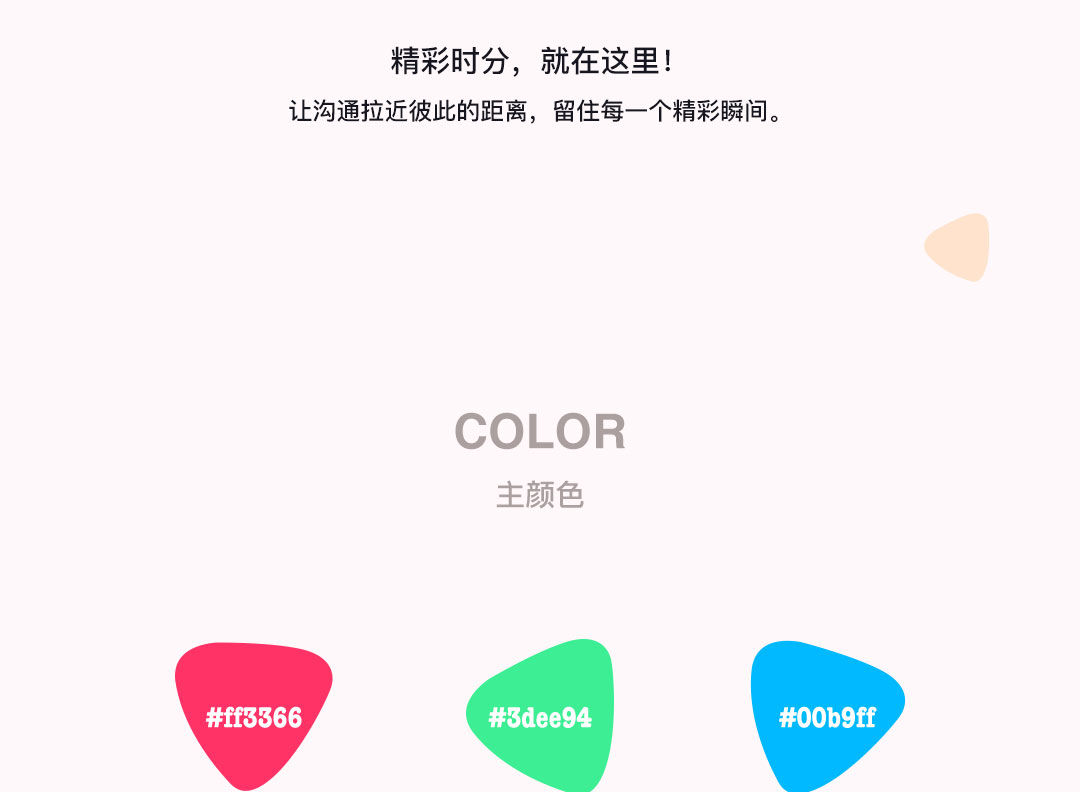 精彩时分，就在这里！
让沟通拉近彼此的距离，留住每一个精彩瞬间。
COLOR
主颜色
#ff3366
#3dee94
#00b9ff